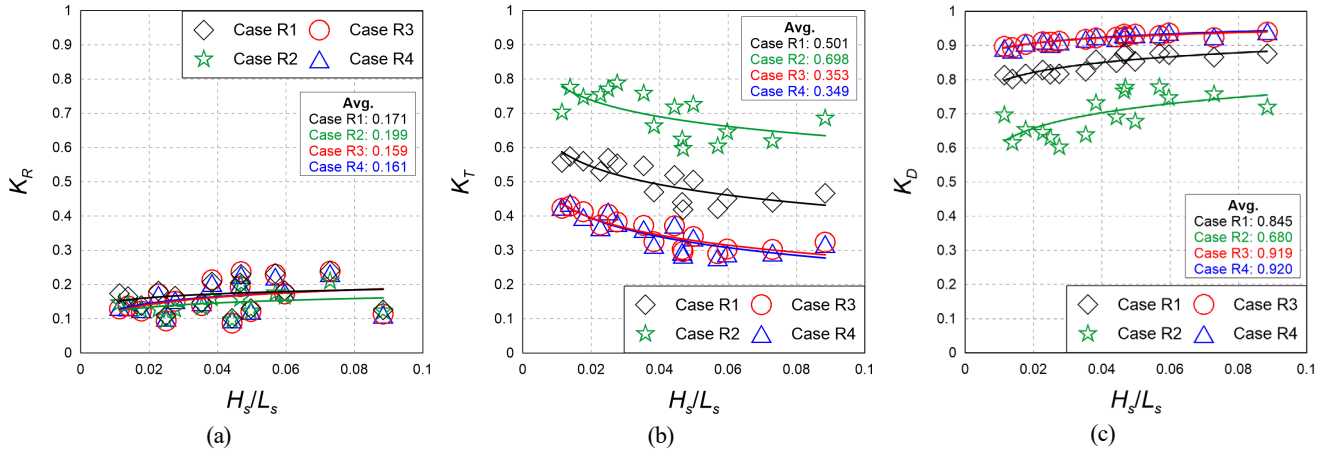 Case R1 Case R3
Case R2 Case R4
Avg.
Case R1: 0.171
Case R2: 0.199
Case R3: 0.159
Case R4: 0.161
1
0.9
0.8
0.7
0.6
0.5
0.4
0.3
0.2
0.1
0
K_R
0 0.02 0.04 0.06 0.08 0.1
H_s/L_s
(a)
Avg.
Case R1: 0.501
Case R2: 0.698
Case R3: 0.353
Case R4: 0.349
1
0.9
0.8
0.7
0.6
0.5
0.4
0.3
0.2
0.1
0
K_T
Case R1 Case R3
Case R2 Case R4
0 0.02 0.04 0.06 0.08 0.1
H_s/L_s
(b)
1
0.9
0.8
0.7
0.6
0.5
0.4
0.3
0.2
0.1
0
K_D
Avg.
Case R1: 0.845
Case R2: 0.680
Case R3: 0.919
Case R4: 0.920
Case R1 Case R3
Case R2 Case R4
0 0.02 0.04 0.06 0.08 0.1
H_s/L_s
(c)